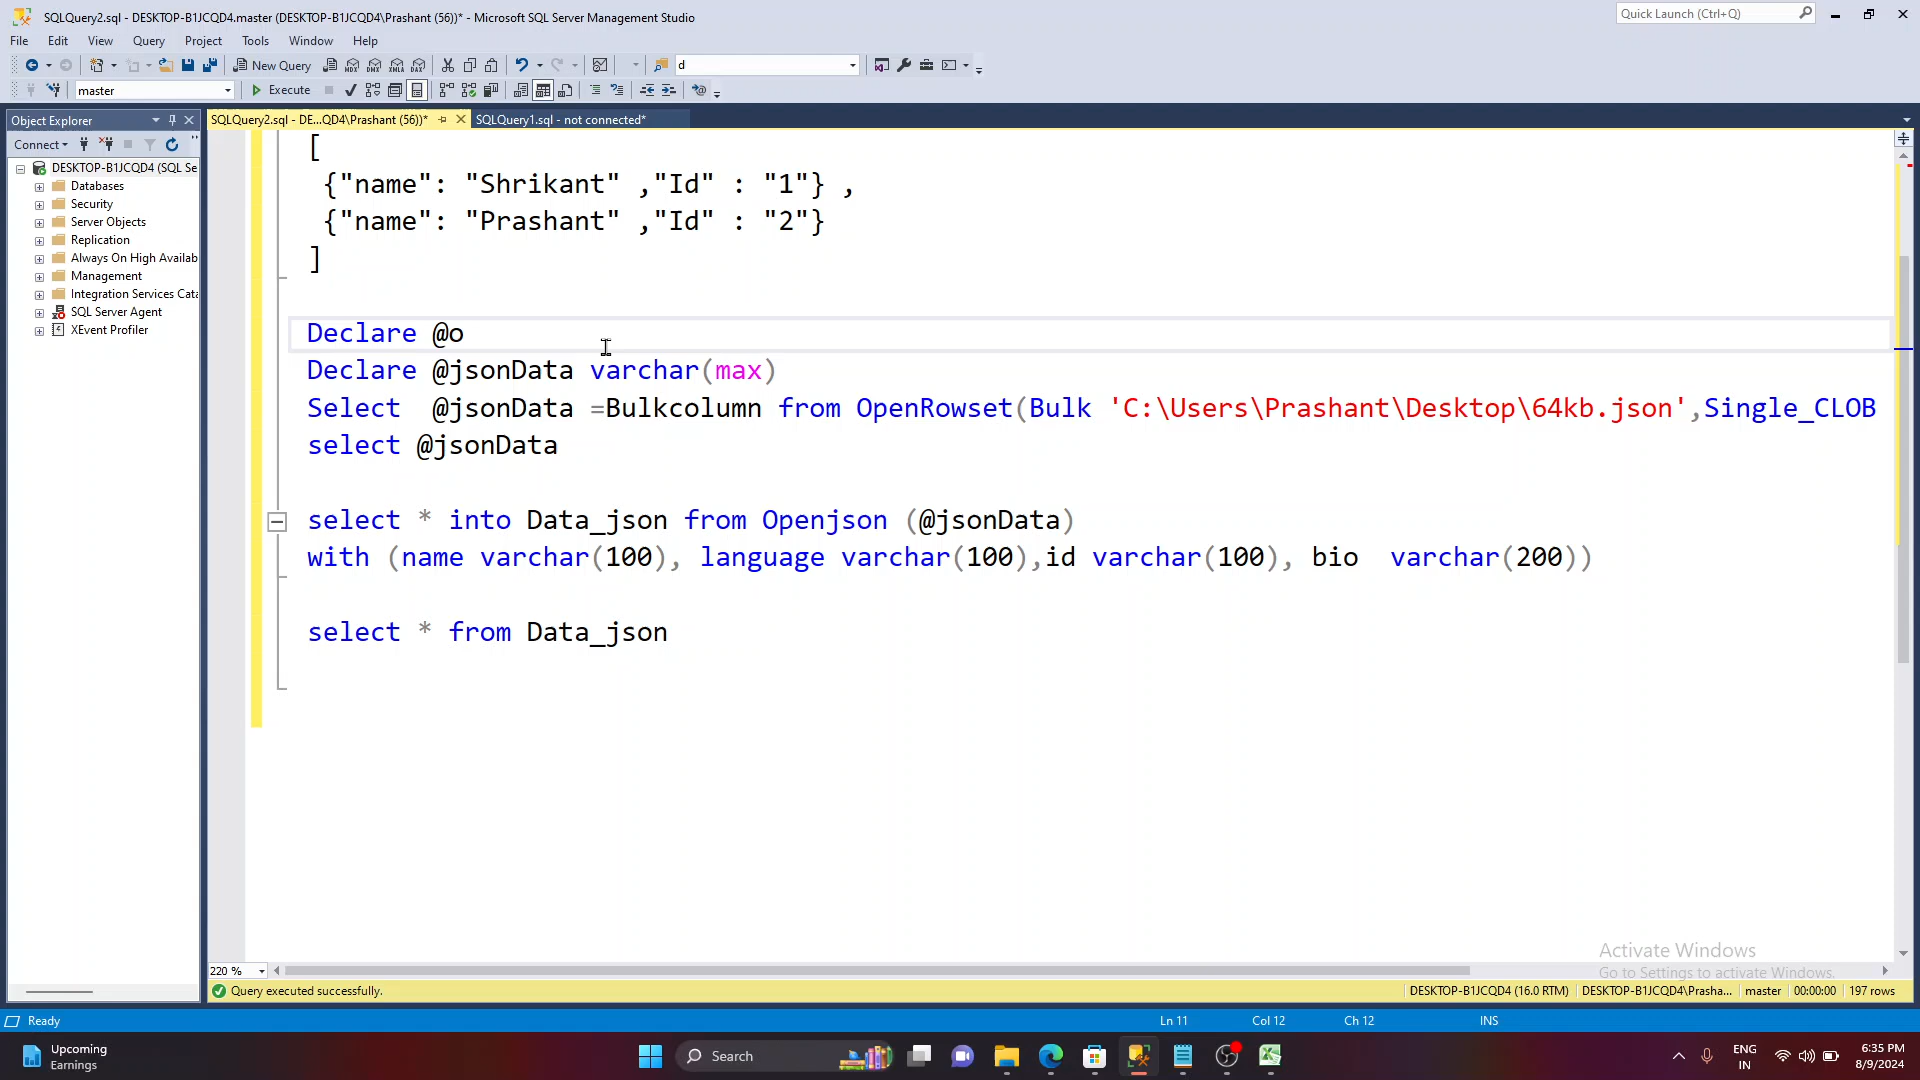 SQLQuery2.sql - DESKTOP-B1JCQD4.master (DESKTOP-B1JCQD4\Prashant (56))* - Microsoft SQL Server Management Studio
Quick Launch (Ctrl+Q)
File Edit View Query Project Tools Window Help
New Query
d
master
Execute
Object Explorer
SQLQuery2.sql - DE...QD4\Prashant (56))*
SQLQuery1.sql - not connected*
Connect
DESKTOP-B1JCQD4 (SQL Se
Databases
Security
Server Objects
Replication
Always On High Availab
Management
Integration Services Cata
SQL Server Agent
XEvent Profiler
[
{"name": "Shrikant" ,"Id" : "1"} ,
{"name": "Prashant" ,"Id" : "2"}
]
Declare @o
Declare @jsonData varchar(max)
Select @jsonData =Bulkcolumn from OpenRowset(Bulk 'C:\Users\Prashant\Desktop\64kb.json',Single_CLOB
select @jsonData
select * into Data_json from Openjson (@jsonData)
with (name varchar(100), language varchar(100),id varchar(100), bio varchar(200))
select * from Data_json
Activate Windows
Go to Settings to activate Windows.
220 %
Query executed successfully.
DESKTOP-B1JCQD4 (16.0 RTM) DESKTOP-B1JCQD4\Prasha... master 00:00:00 197 rows
Ready
Ln 11 Col 12 Ch 12 INS
Upcoming
Earnings
Search
ENG
IN
6:35 PM
8/9/2024